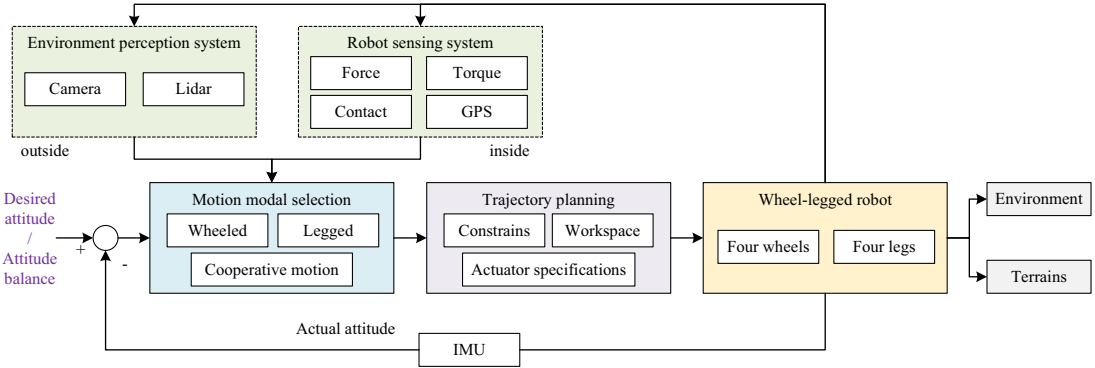 Environment perception system
Camera
Lidar
outside
Robot sensing system
Force
Torque
Contact
GPS
inside
Desired
attitude
/
Attitude
balance
+
-
Motion modal selection
Wheeled
Legged
Cooperative motion
Trajectory planning
Constrains
Workspace
Actuator specifications
Wheel-legged robot
Four wheels
Four legs
Environment
Terrains
Actual attitude
IMU